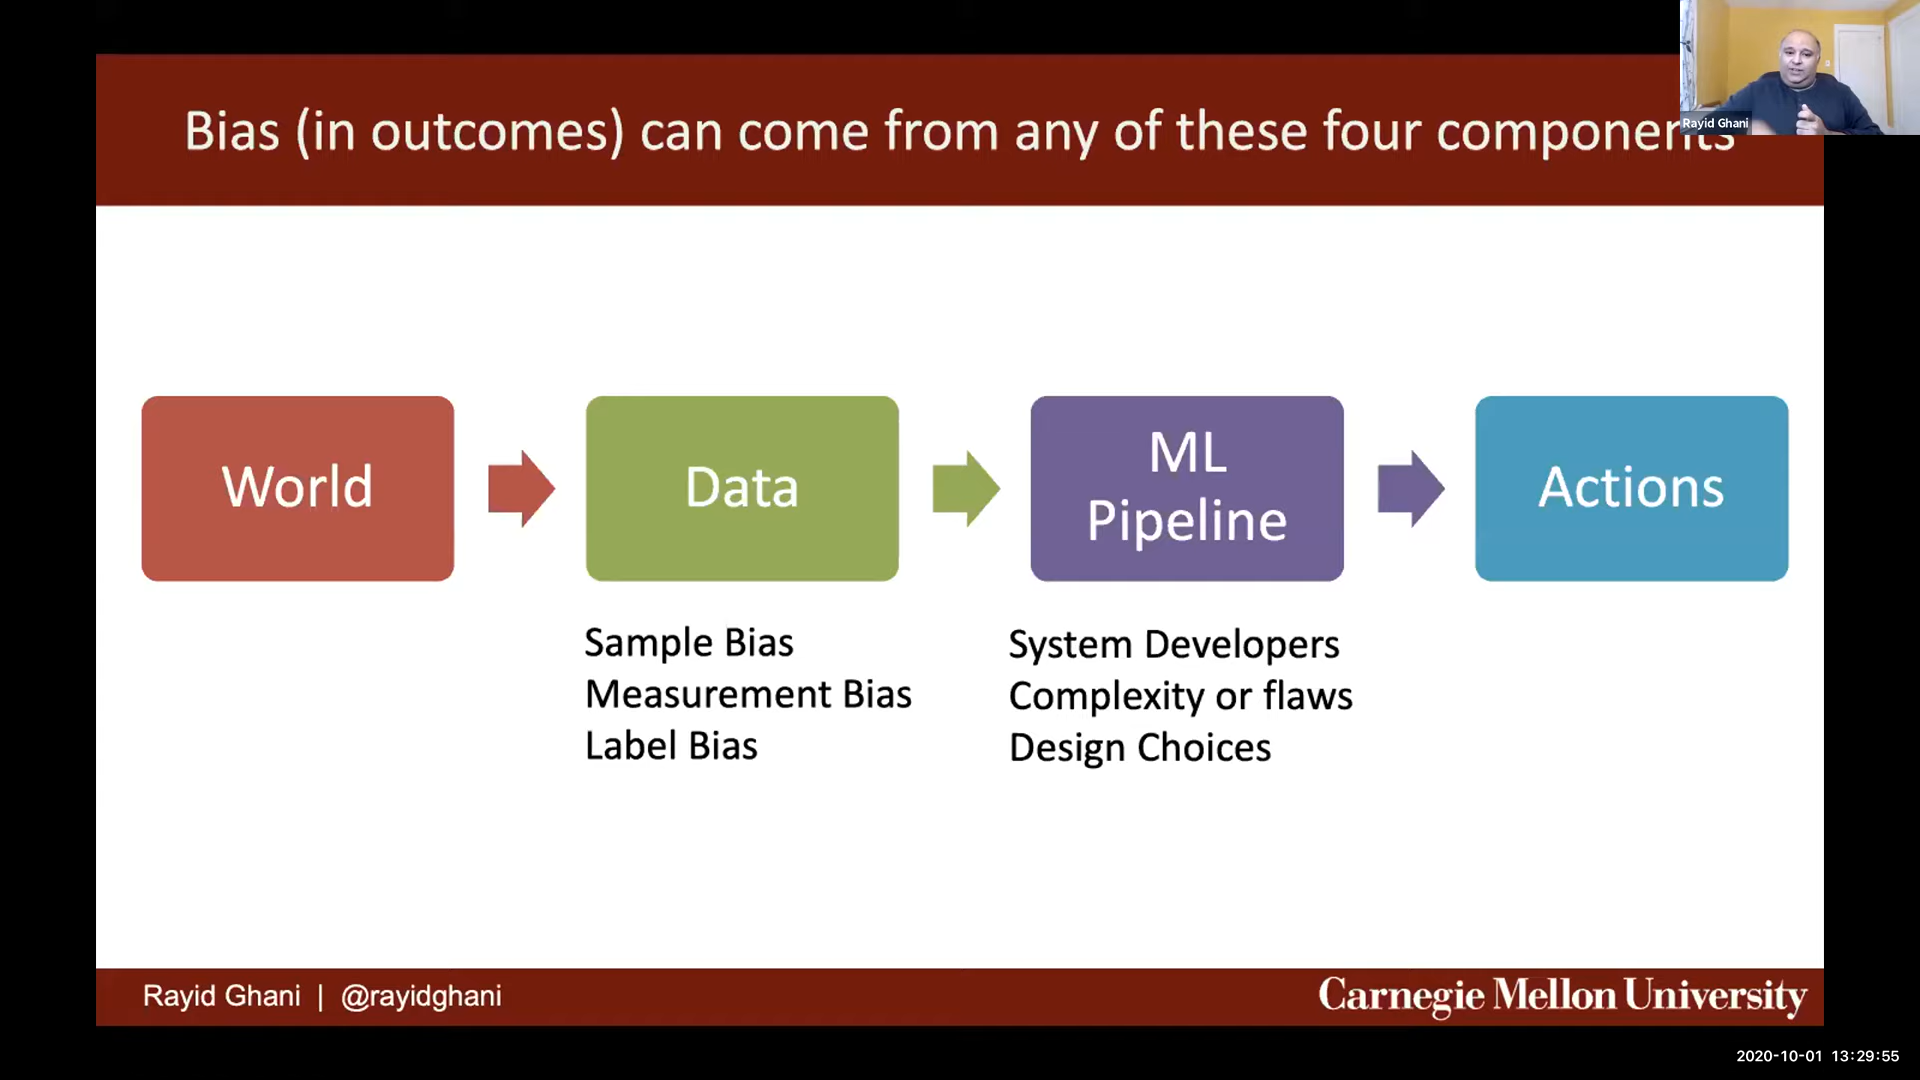 Bias (in outcomes) can come from any of these four components
Rayid Ghani
World
Data
ML
Pipeline
Actions
Sample Bias
Measurement Bias
Label Bias
System Developers
Complexity or flaws
Design Choices
Rayid Ghani | @rayidghani
Carnegie Mellon University
2020-10-01 13:29:55